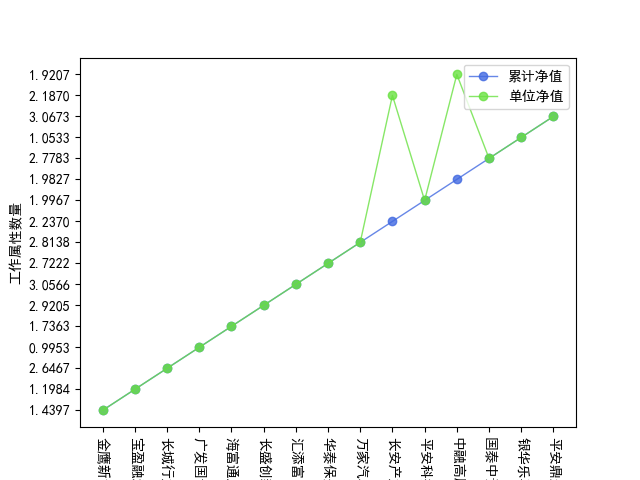 累计净值
单位净值
工作属性数量
1.9207
2.1870
3.0673
1.0533
2.7783
1.9827
1.9967
2.2370
2.8138
2.7222
3.0566
2.9205
1.7363
0.9953
2.6467
1.1984
1.4397
金鹰新
宝盈融
长城行
广发国
海富通
长盛创
汇添富
华泰保
万家汽
长安产
平安科
中融高
国泰中
银华乐
平安鼎